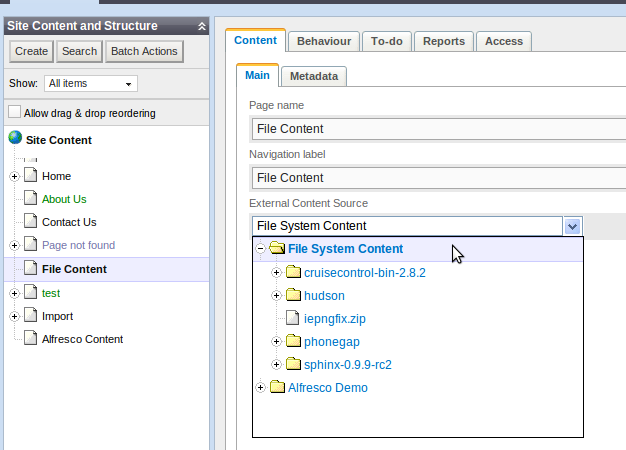 Site Content and Structure
Create Search Batch Actions
Show: All items
Allow drag & drop reordering
Site Content
Home
About Us
Contact Us
Page not found
File Content
test
Import
Alfresco Content
Content Behaviour To-do Reports Access
Main Metadata
Page name
File Content
Navigation label
File Content
External Content Source
File System Content
File System Content
cruisecontrol-bin-2.8.2
hudson
iepngfix.zip
phonegap
sphinx-0.9.9-rc2
Alfresco Demo